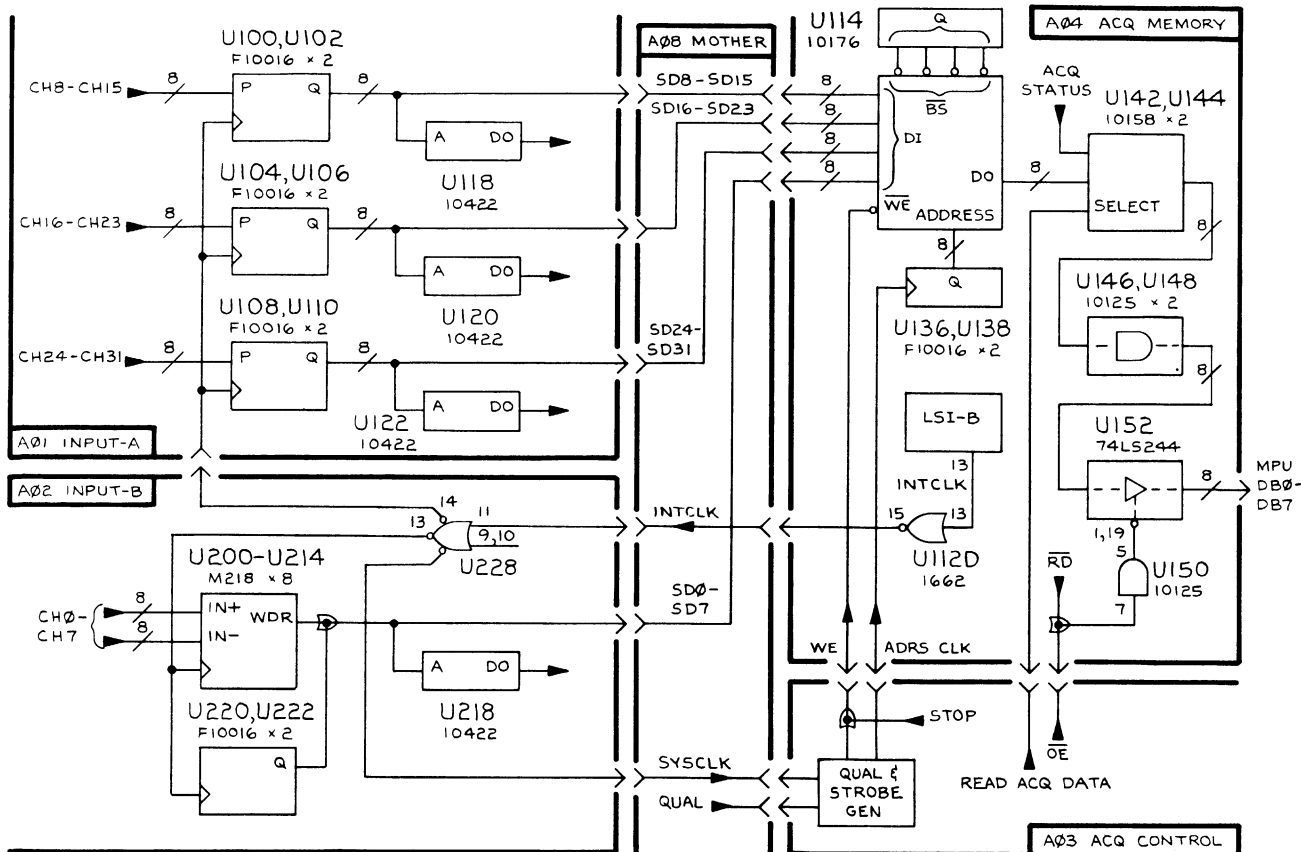 U100,U102
F10016 × 2
CH8-CH15
8
P
Q
8
A
DO
U118
10422
U104,U106
F10016 × 2
CH16-CH23
8
P
Q
8
A
DO
U120
10422
U108,U110
F10016 × 2
CH24-CH31
8
P
Q
8
A
DO
U122
10422
AØ1 INPUT-A
AØ2 INPUT-B
14
13
11
9,10
U228
U200-U214
M218 × 8
CHØ-
CH7
8
8
IN+
IN-
WDR
A
DO
U218
10422
U220,U222
F10016 × 2
Q
AØ8 MOTHER
SD8-SD15
SD16-SD23
SD24-
SD31
INTCLK
SDØ-
SD7
SYSCLK
QUAL
U114
10176
Q
8
8
8
8
BS
DI
DO
WE
ADDRESS
8
Q
U136,U138
F10016 × 2
LSI-B
13
INTCLK
15
13
U112D
1662
WE
ADRS CLK
AØ4 ACQ MEMORY
ACQ
STATUS
U142,U144
10158 × 2
8
SELECT
8
U146,U148
10125 × 2
8
U152
74LS244
8
MPU
DBØ-
DB7
1,19
5
U150
10125
7
RD
OE
STOP
QUAL &
STROBE
GEN
READ ACQ DATA
AØ3 ACQ CONTROL